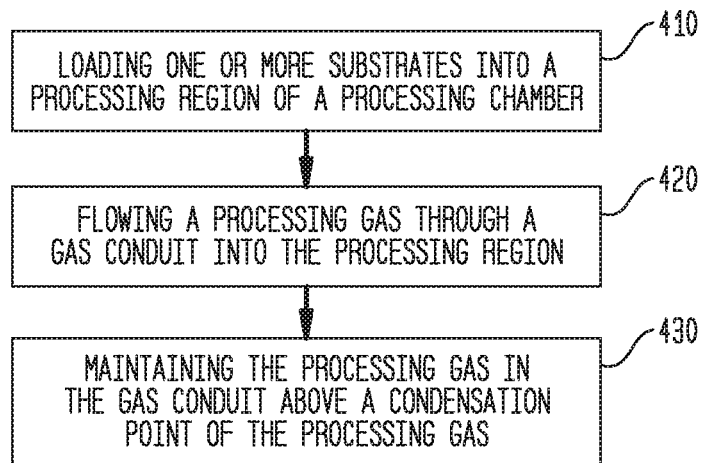 410
LOADING ONE OR MORE SUBSTRATES INTO A
PROCESSING REGION OF A PROCESSING CHAMBER
420
FLOWING A PROCESSING GAS THROUGH A
GAS CONDUIT INTO THE PROCESSING REGION
430
MAINTAINING THE PROCESSING GAS IN
THE GAS CONDUIT ABOVE A CONDENSATION
POINT OF THE PROCESSING GAS